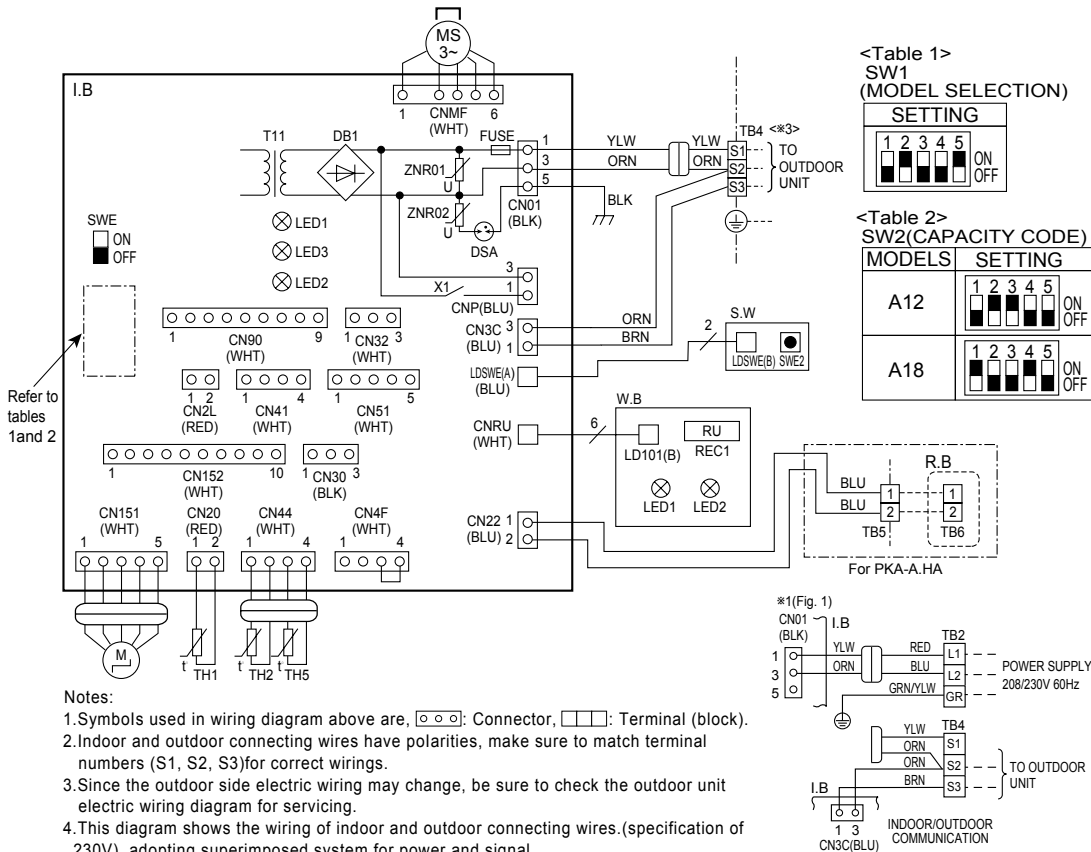 MS
3~
I.B
1
6
CNMF
(WHT)
T11
DB1
FUSE
1
YLW
YLW
TB4 <※3>
S1
TO
ZNR01
3
ORN
ORN
S2
OUTDOOR
U
5
S3
UNIT
ZNR02
CN01
(BLK)
BLK
U
DSA
SWE
ON
OFF
LED1
LED3
LED2
X1
3
1
CNP(BLU)
CN3C 3
(BLU) 1
ORN
BRN
1
9
CN90
(WHT)
1
3
CN32
(WHT)
LDSWE(A)
(BLU)
2
S.W
LDSWE(B)
SWE2
Refer to
tables
1and 2
1 2
CN2L
(RED)
1
4
CN41
(WHT)
1
5
CN51
(WHT)
CNRU
(WHT)
6
W.B
LD101(B)
RU
REC1
LED1
LED2
1
10
CN152
(WHT)
1
3
CN30
(BLK)
CN151
(WHT)
1
5
CN20
(RED)
1 2
CN44
(WHT)
1
4
CN4F
(WHT)
1
4
CN22 1
(BLU) 2
BLU
BLU
1
2
TB5
R.B
1
2
TB6
For PKA-A.HA
M
t
TH1
t
TH2
t
TH5
<Table 1>
SW1
(MODEL SELECTION)
SETTING
1 2 3 4 5
ON
OFF
<Table 2>
SW2(CAPACITY CODE)
MODELS
SETTING
A12
1 2 3 4 5
ON
OFF
A18
1 2 3 4 5
ON
OFF
※1(Fig. 1)
CN01
(BLK)
I.B
1
3
5
YLW
ORN
RED
BLU
GRN/YLW
TB2
L1
L2
GR
POWER SUPPLY
208/230V 60Hz
TB4
YLW
S1
ORN
ORN
S2
BRN
S3
TO OUTDOOR
UNIT
I.B
1 3
CN3C(BLU)
INDOOR/OUTDOOR
COMMUNICATION
Notes:
1.Symbols used in wiring diagram above are, : Connector, : Terminal (block).
2.Indoor and outdoor connecting wires have polarities, make sure to match terminal
numbers (S1, S2, S3)for correct wirings.
3.Since the outdoor side electric wiring may change, be sure to check the outdoor unit
electric wiring diagram for servicing.
4.This diagram shows the wiring of indoor and outdoor connecting wires.(specification of